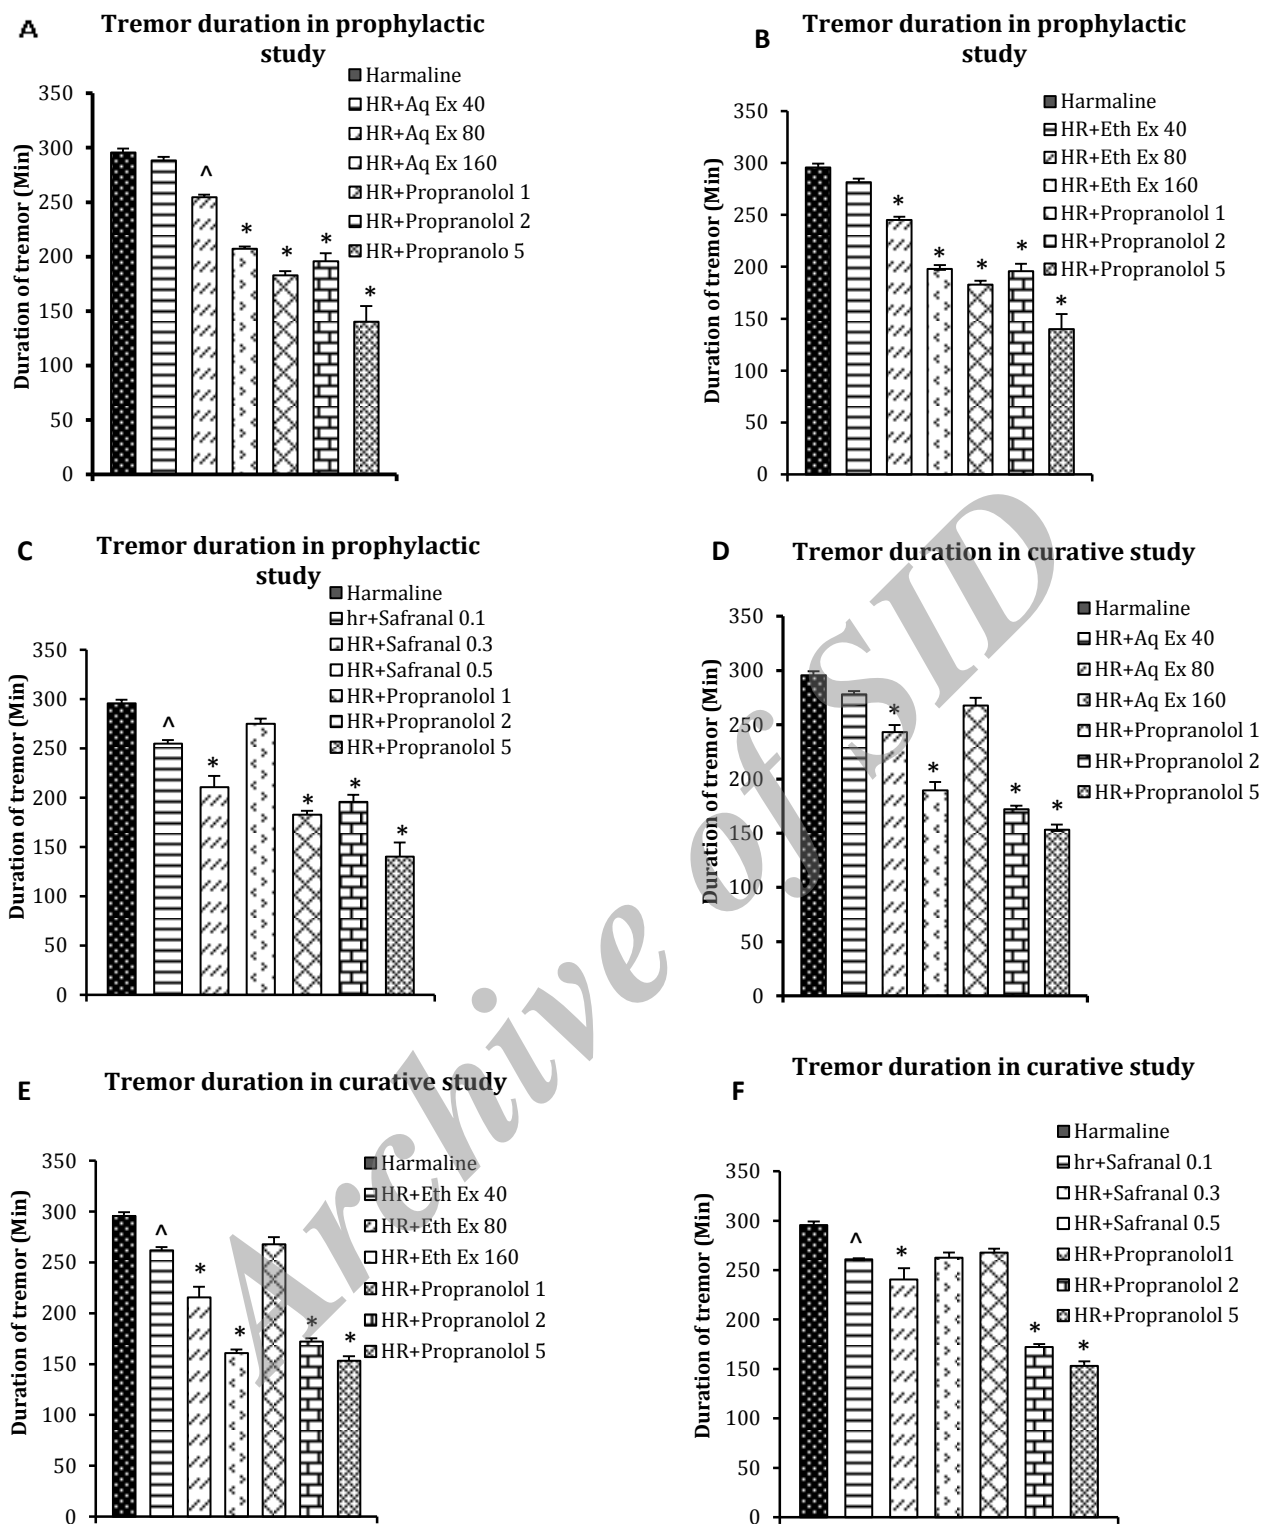 A
Tremor duration in prophylactic
study
Harmaline
HR+Aq Ex 40
HR+Aq Ex 80
HR+Aq Ex 160
HR+Propranolol 1
HR+Propranolol 2
HR+Propranolo 5
Duration of tremor (Min)
350
300
250
200
150
100
50
0
^
*
*
*
*
B
Tremor duration in prophylactic
study
Harmaline
HR+Eth Ex 40
HR+Eth Ex 80
HR+Eth Ex 160
HR+Propranolol 1
HR+Propranolol 2
HR+Propranolol 5
Duration of tremor (Min)
350
300
250
200
150
100
50
0
*
*
*
*
*
C
Tremor duration in prophylactic
study
Harmaline
hr+Safranal 0.1
HR+Safranal 0.3
HR+Safranal 0.5
HR+Propranolol 1
HR+Propranolol 2
HR+Propranolol 5
Duration of tremor (Min)
350
300
250
200
150
100
50
0
^
*
*
*
*
D
Tremor duration in curative study
Harmaline
HR+Aq Ex 40
HR+Aq Ex 80
HR+Aq Ex 160
HR+Propranolol 1
HR+Propranolol 2
HR+Propranolol 5
Duration of tremor (Min)
350
300
250
200
150
100
50
0
*
*
*
*
E
Tremor duration in curative study
Harmaline
HR+Eth Ex 40
HR+Eth Ex 80
HR+Eth Ex 160
HR+Propranolol 1
HR+Propranolol 2
HR+Propranolol 5
Duration of tremor (Min)
350
300
250
200
150
100
50
0
^
*
*
*
*
F
Tremor duration in curative study
Harmaline
hr+Safranal 0.1
HR+Safranal 0.3
HR+Safranal 0.5
HR+Propranolol1
HR+Propranolol 2
HR+Propranolol 5
Duration of tremor (Min)
350
300
250
200
150
100
50
0
^
*
*
*
Archive of SID